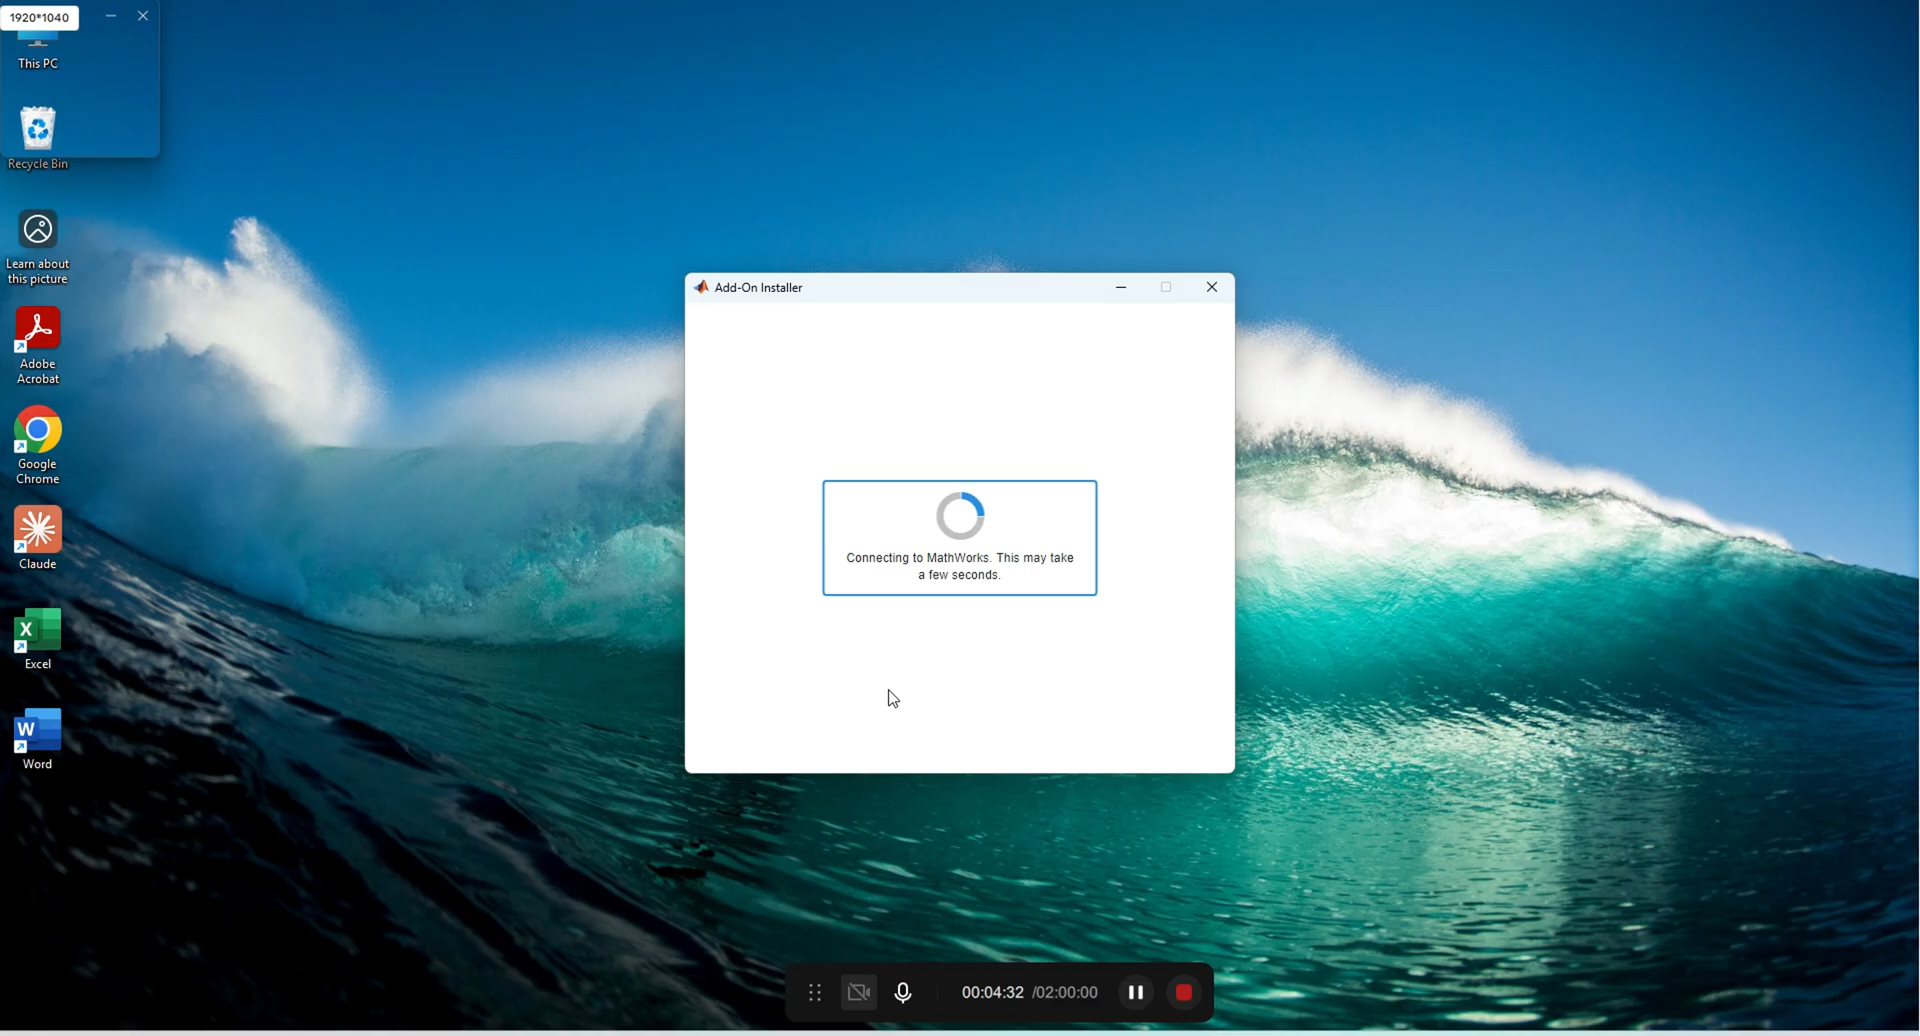 1920*1040
This PC
Recycle Bin
Learn about
this picture
Adobe
Acrobat
Google
Chrome
Claude
Excel
Word
Add-On Installer
Connecting to MathWorks. This may take
a few seconds.
00:04:32 /02:00:00